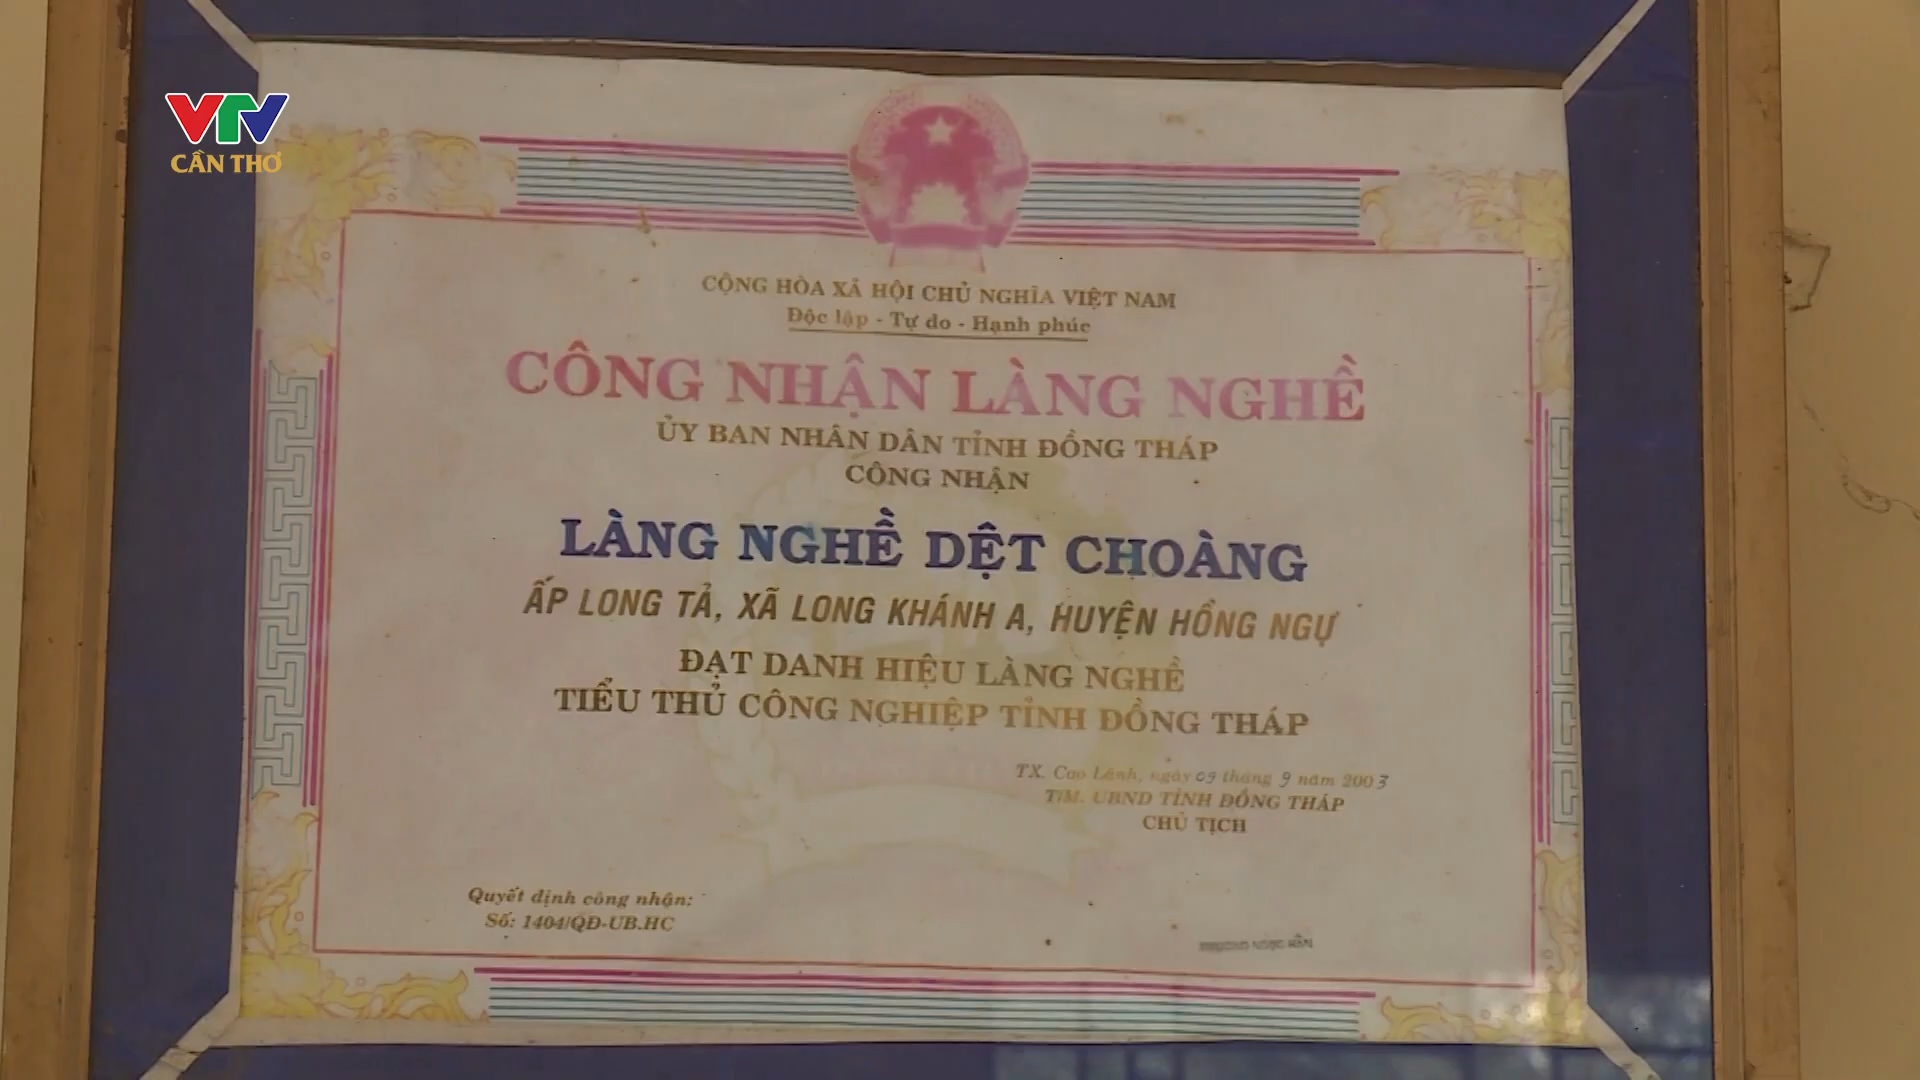 VTV
CẦN THƠ
CỘNG HÒA XÃ HỘI CHỦ NGHĨA VIỆT NAM
Độc lập - Tự do - Hạnh phúc
CÔNG NHẬN LÀNG NGHỀ
ỦY BAN NHÂN DÂN TỈNH ĐỒNG THÁP
CÔNG NHẬN
LÀNG NGHỀ DỆT CHOÀNG
ẤP LONG TẢ, XÃ LONG KHÁNH A, HUYỆN HỒNG NGỰ
ĐẠT DANH HIỆU LÀNG NGHỀ
TIỂU THỦ CÔNG NGHIỆP TỈNH ĐỒNG THÁP
TX. Cao Lãnh, ngày 09 tháng 9 năm 2003
T/M. UBND TỈNH ĐỒNG THÁP
CHỦ TỊCH
Quyết định công nhận:
Số: 1404/QĐ-UB.HC